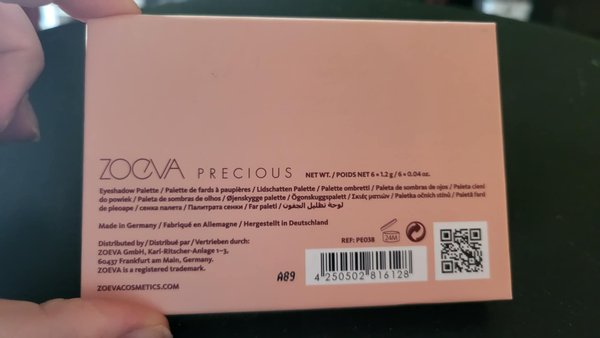 ZOEVA PRECIOUS NET WT. / POIDS NET 6 x 1.2 g / 6 x 0.04 oz.
Eyeshadow Palette / Palette de fards à paupières / Lidschatten Palette / Palette ombretti / Paleta de sombras de ojos / Paleta cieni
do powiek / Paleta de sombras de olhos / Øjenskygge palette / Ögonskuggspalett / Σκιές ματιών / Paletka očních stínů / Paletă fard
de pleoape / сенка палета / Палитрата сенки / Far paleti / لوحة تظليل الجفون
Made in Germany / Fabriqué en Allemagne / Hergestellt in Deutschland
Distributed by / Distribué par / Vertrieben durch:
ZOEVA GmbH, Karl-Ritscher-Anlage 1–3,
60437 Frankfurt am Main, Germany.
ZOEVA is a registered trademark.
ZOEVACOSMETICS.COM
REF: PE038
24M
A89
4 250502 816128